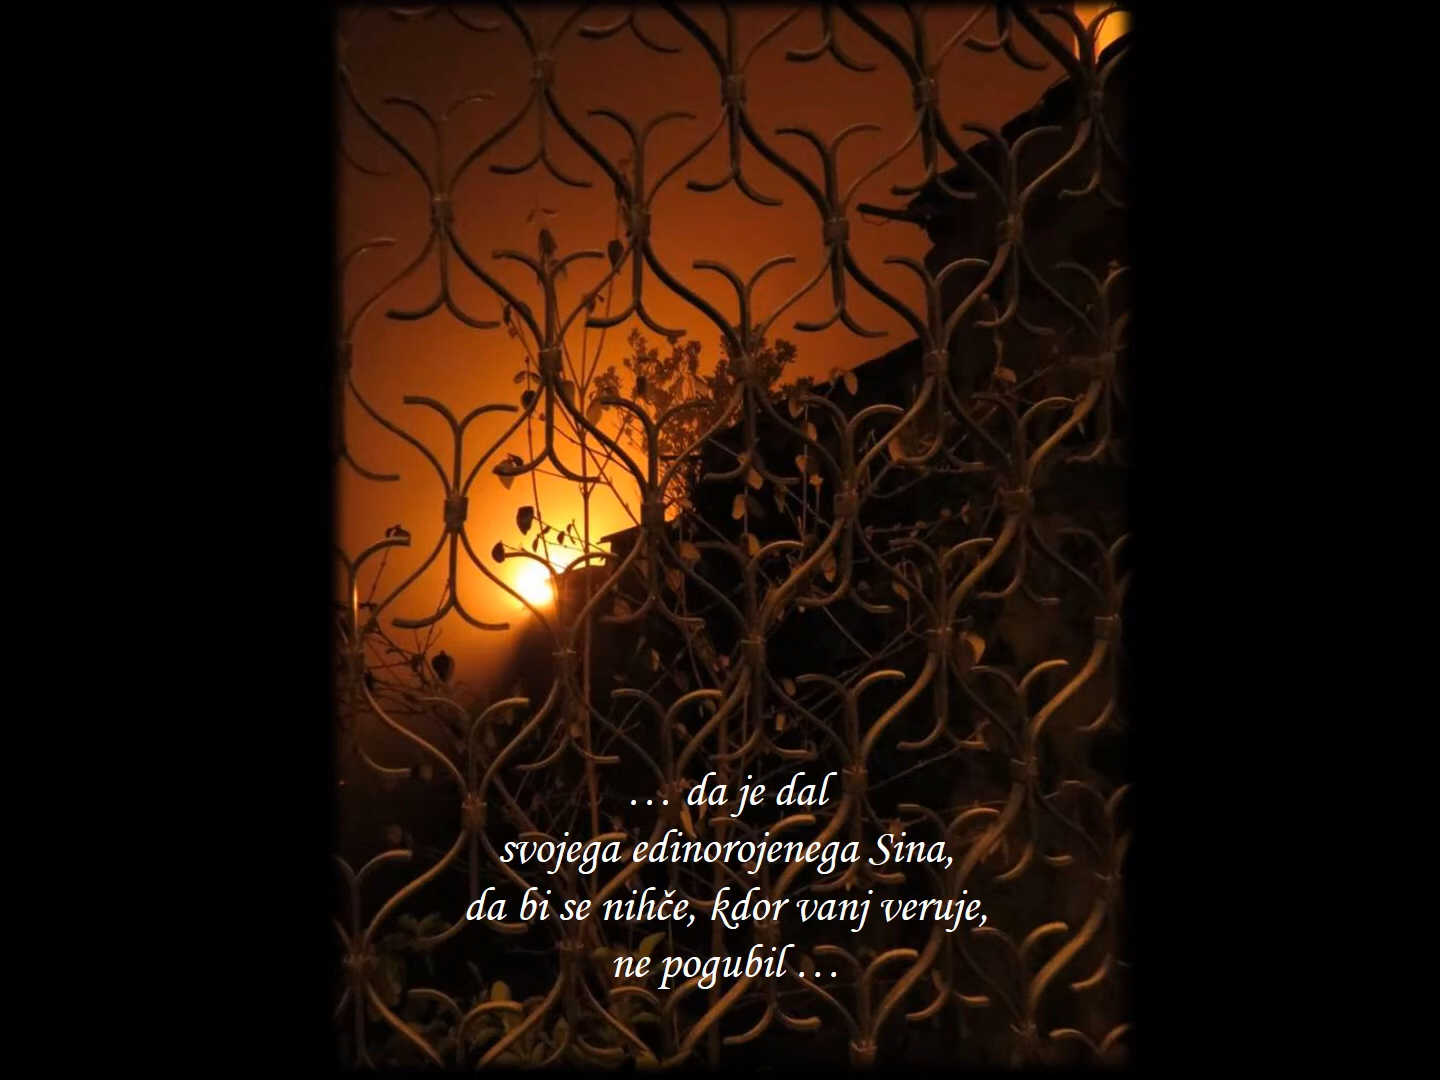 … da je dal
svojega edinorojenega Sina,
da bi se nihče, kdor vanj veruje,
ne pogubil …